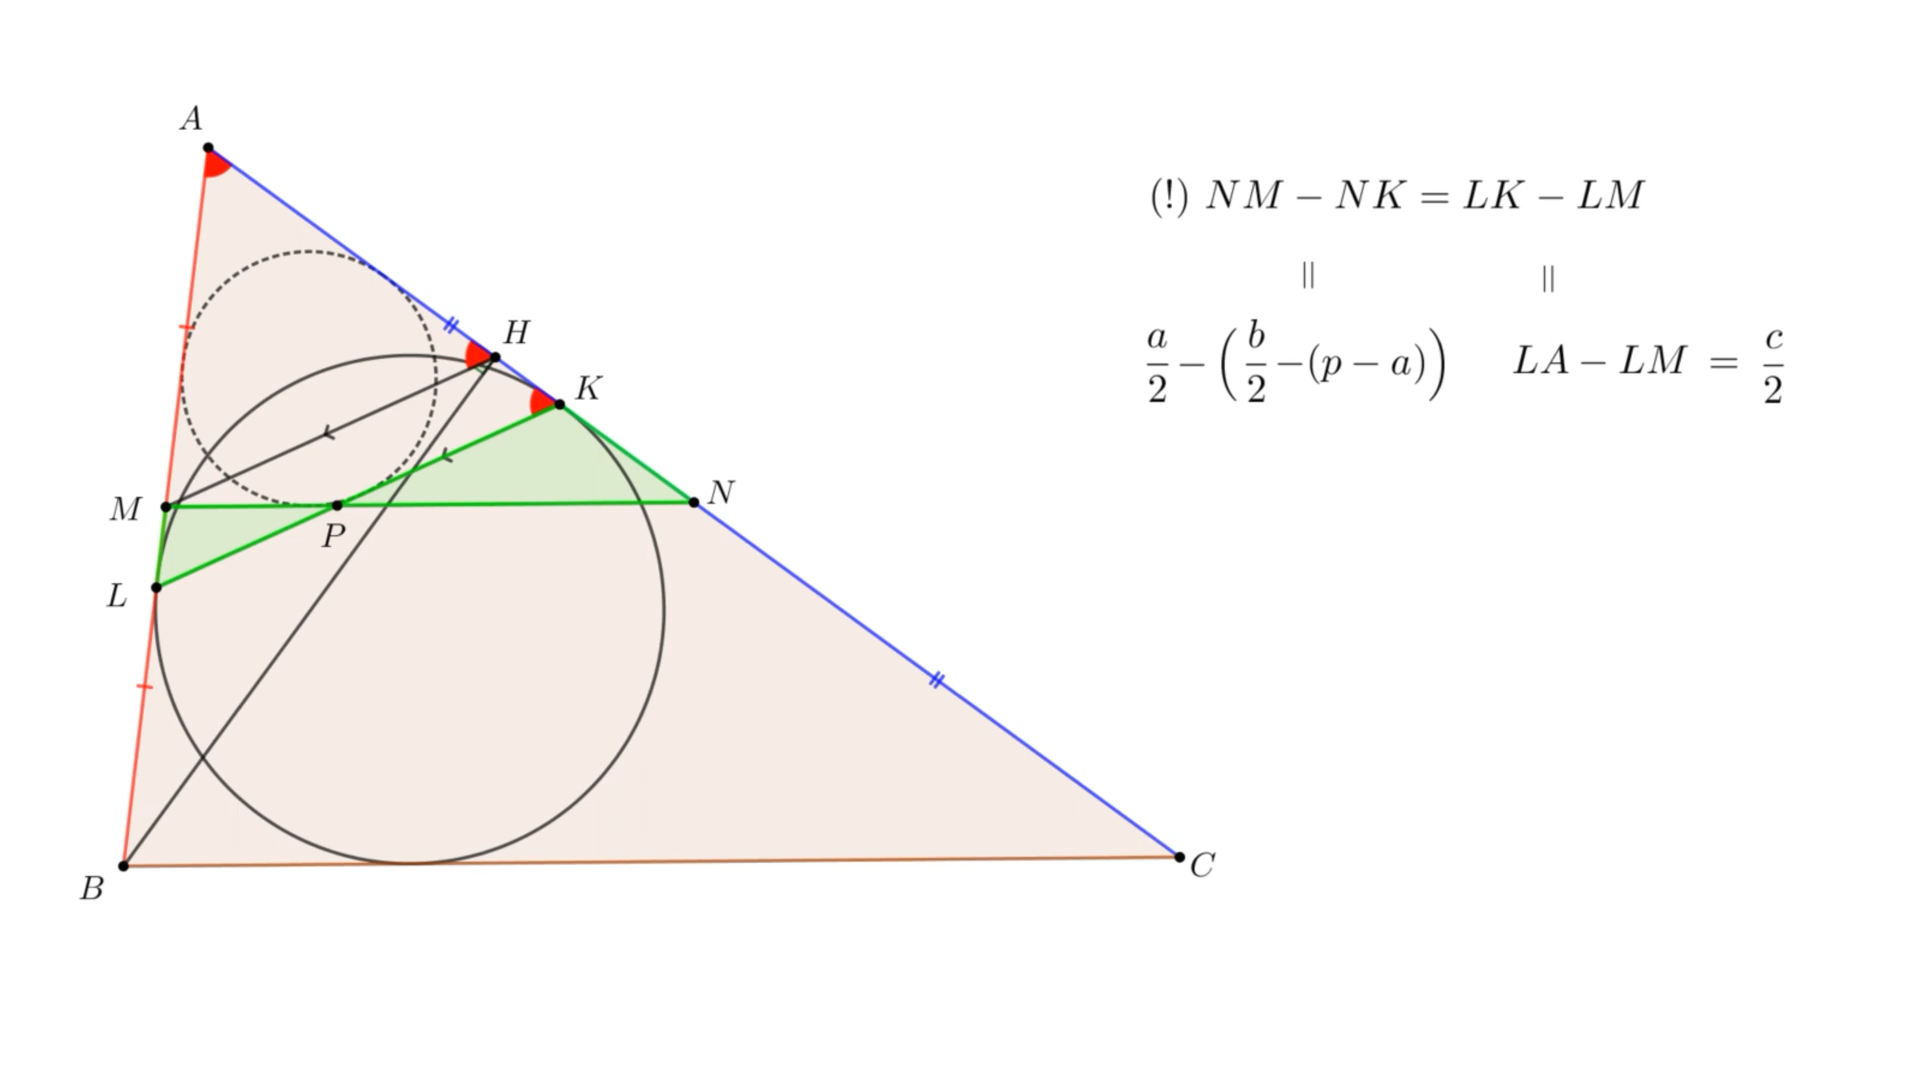 A
(!) NM − NK = LK − LM
|| ||
H
a/2 − (b/2 − (p − a)) LA − LM = c/2
K
M
N
P
L
B
C